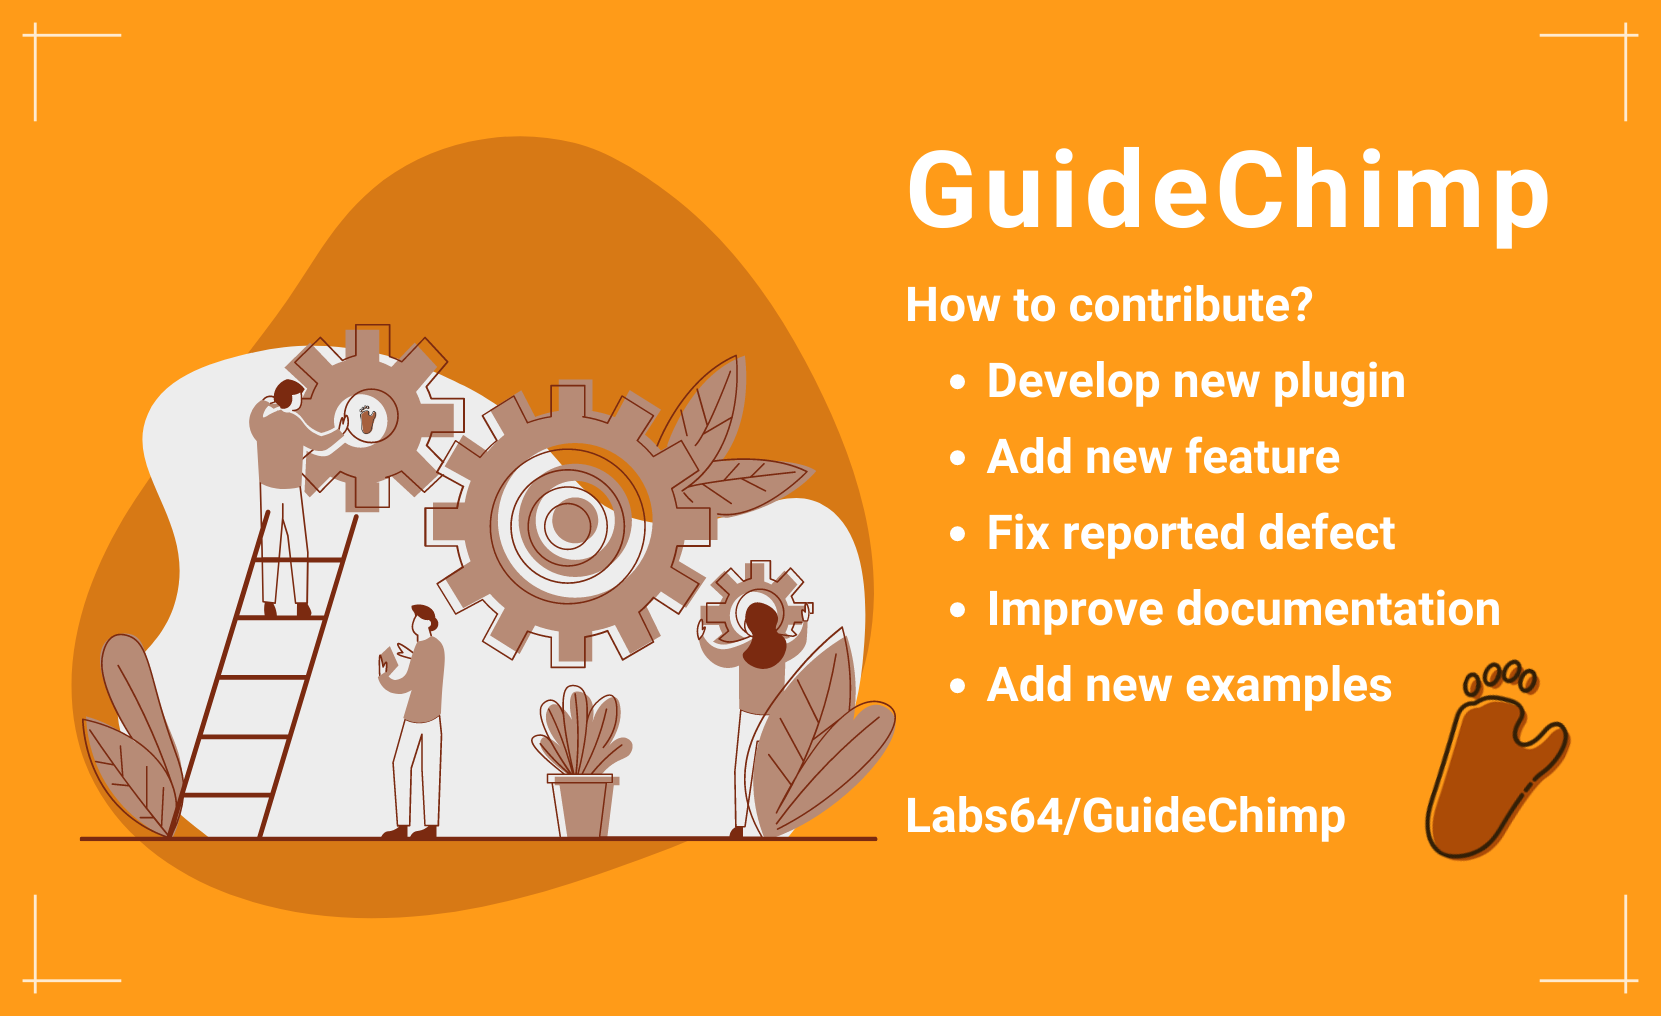 GuideChimp
How to contribute?
• Develop new plugin
• Add new feature
• Fix reported defect
• Improve documentation
• Add new examples
Labs64/GuideChimp